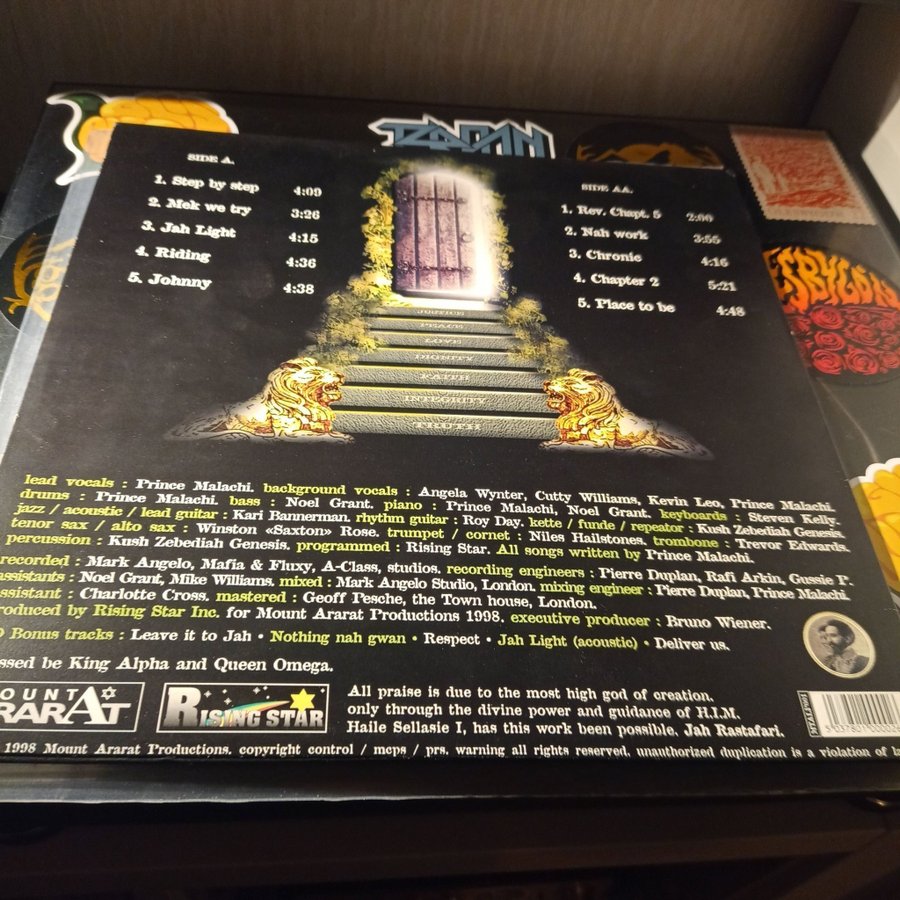 SIDE A.
1. Step by step 4:09
2. Mek we try 3:26
3. Jah Light 4:15
4. Riding 4:36
5. Johnny 4:38
SIDE AA.
1. Rev. Chapt. 5 2:00
2. Nah work 3:55
3. Chronic 4:16
4. Chapter 2 5:21
5. Place to be 4:48
JUSTICE
PEACE
LOVE
DIGNITY
FAITH
INTEGRITY
TRUTH
lead vocals : Prince Malachi. background vocals : Angela Wynter, Cutty Williams, Kevin Leo, Prince Malachi.
drums : Prince Malachi. bass : Noel Grant. piano : Prince Malachi, Noel Grant. keyboards : Steven Kelly.
jazz / acoustic / lead guitar : Kari Bannerman. rhythm guitar : Roy Day. kette / funde / repeator : Kush Zebediah Genesis.
tenor sax / alto sax : Winston «Saxton» Rose. trumpet / cornet : Niles Hailstones. trombone : Trevor Edwards.
percussion : Kush Zebediah Genesis. programmed : Rising Star. All songs written by Prince Malachi.
recorded : Mark Angelo, Mafia & Fluxy, A-Class, studios. recording engineers : Pierre Duplan, Rafi Arkin, Gussie P.
assistants : Noel Grant, Mike Williams. mixed : Mark Angelo Studio, London. mixing engineer : Pierre Duplan, Prince Malachi.
assistant : Charlotte Cross. mastered : Geoff Pesche, the Town house, London.
produced by Rising Star Inc. for Mount Ararat Productions 1998. executive producer : Bruno Wiener.
Bonus tracks : Leave it to Jah • Nothing nah gwan • Respect • Jah Light (acoustic) • Deliver us.
ssed be King Alpha and Queen Omega.
OUNT
RARAT
RISING STAR
All praise is due to the most high god of creation.
only through the divine power and guidance of H.I.M.
Haile Sellasie I, has this work been possible. Jah Rastafari.
1998 Mount Ararat Productions. copyright control / mcps / prs. warning all rights reserved. unauthorized duplication is a violation of